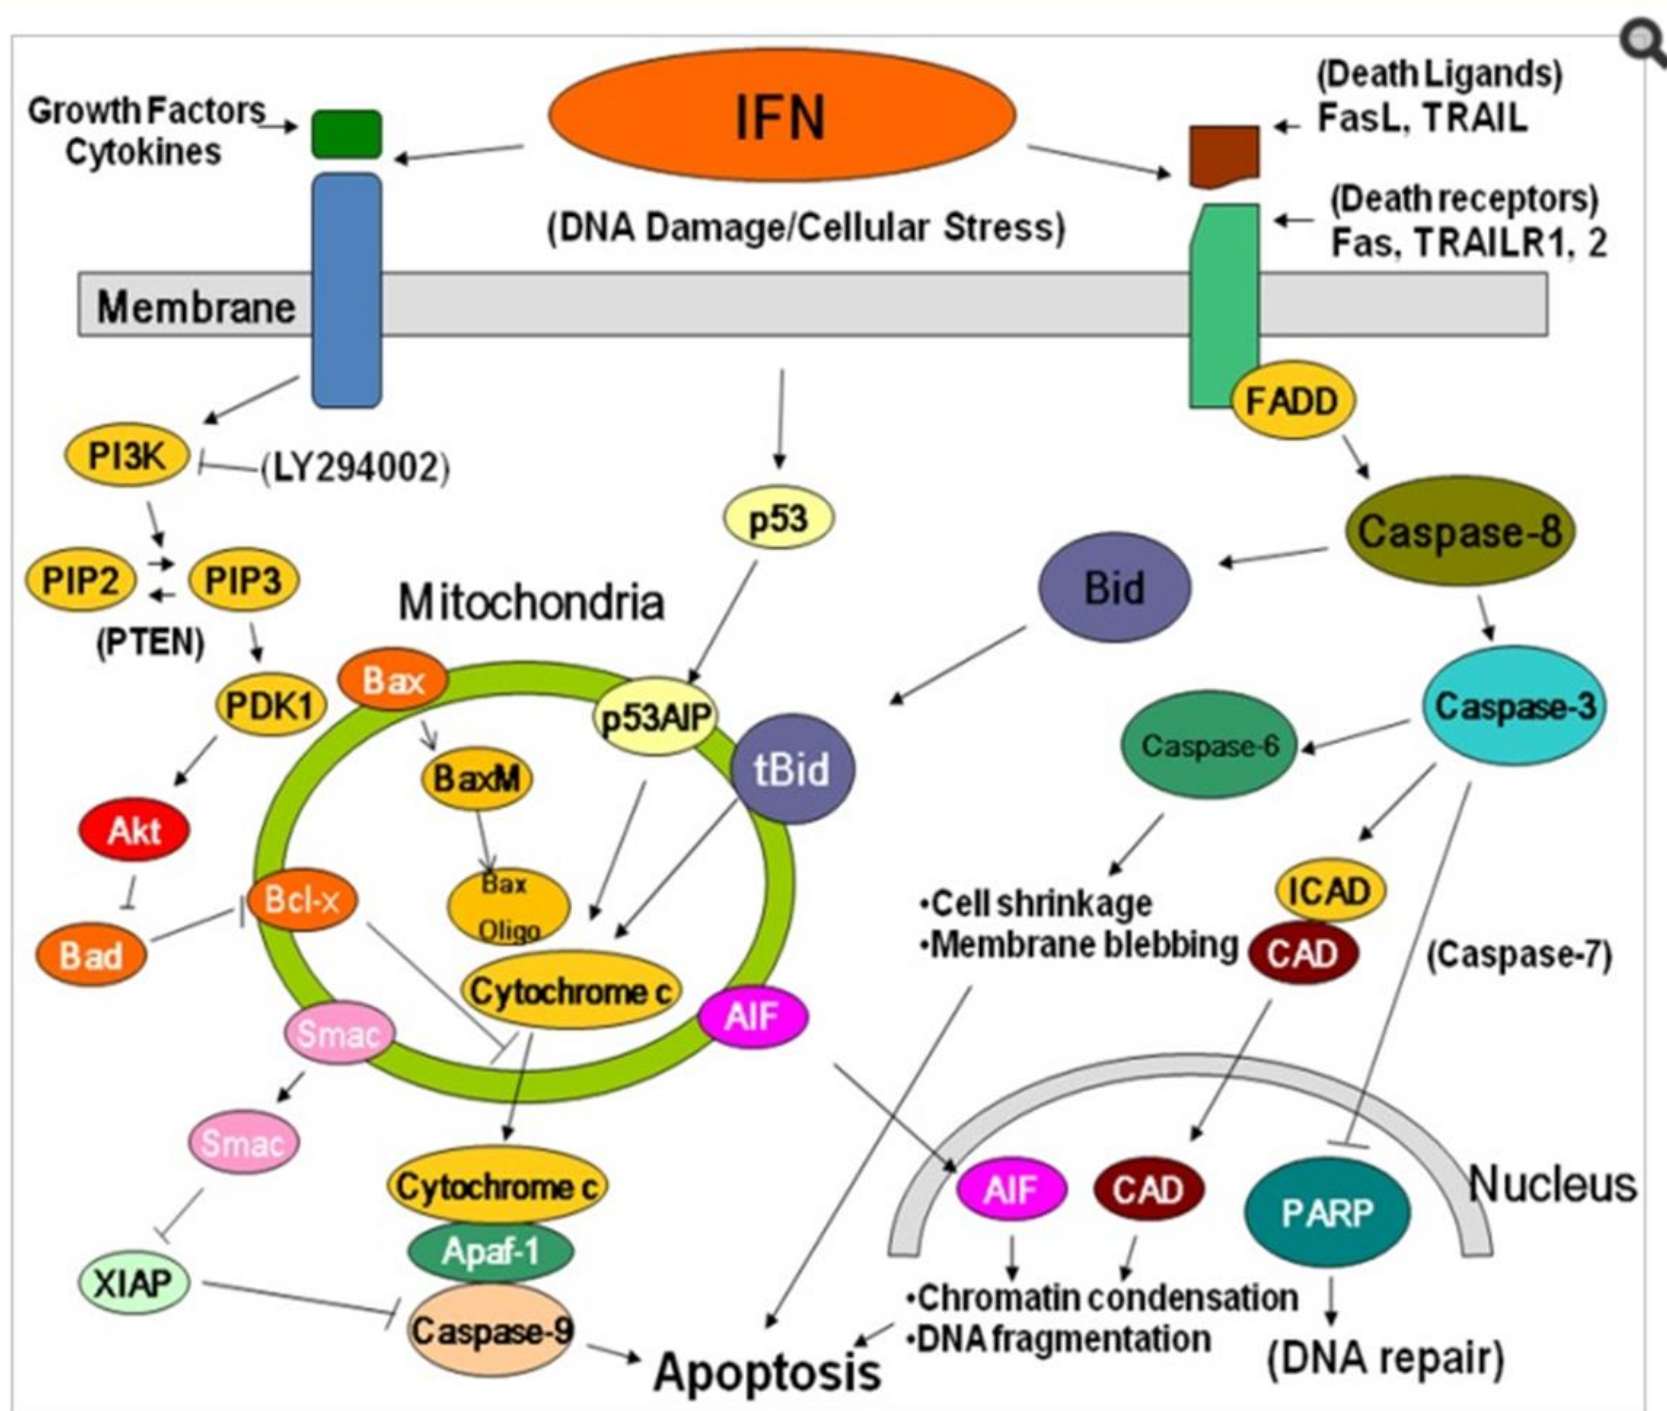 IFN
Growth Factors
Cytokines
(Death Ligands)
FasL, TRAIL
(DNA Damage/Cellular Stress)
(Death receptors)
Fas, TRAILR1, 2
Membrane
FADD
PI3K
(LY294002)
p53
Caspase-8
PIP2
PIP3
(PTEN)
Mitochondria
Bid
PDK1
Bax
p53AIP
tBid
Caspase-6
Caspase-3
BaxM
Akt
Bax
Oligo
Bcl-x
Bad
•Cell shrinkage
•Membrane blebbing
ICAD
CAD
(Caspase-7)
Cytochrome c
AIF
Smac
Smac
Cytochrome c
Apaf-1
XIAP
Caspase-9
AIF
CAD
PARP
Nucleus
•Chromatin condensation
•DNA fragmentation
(DNA repair)
Apoptosis